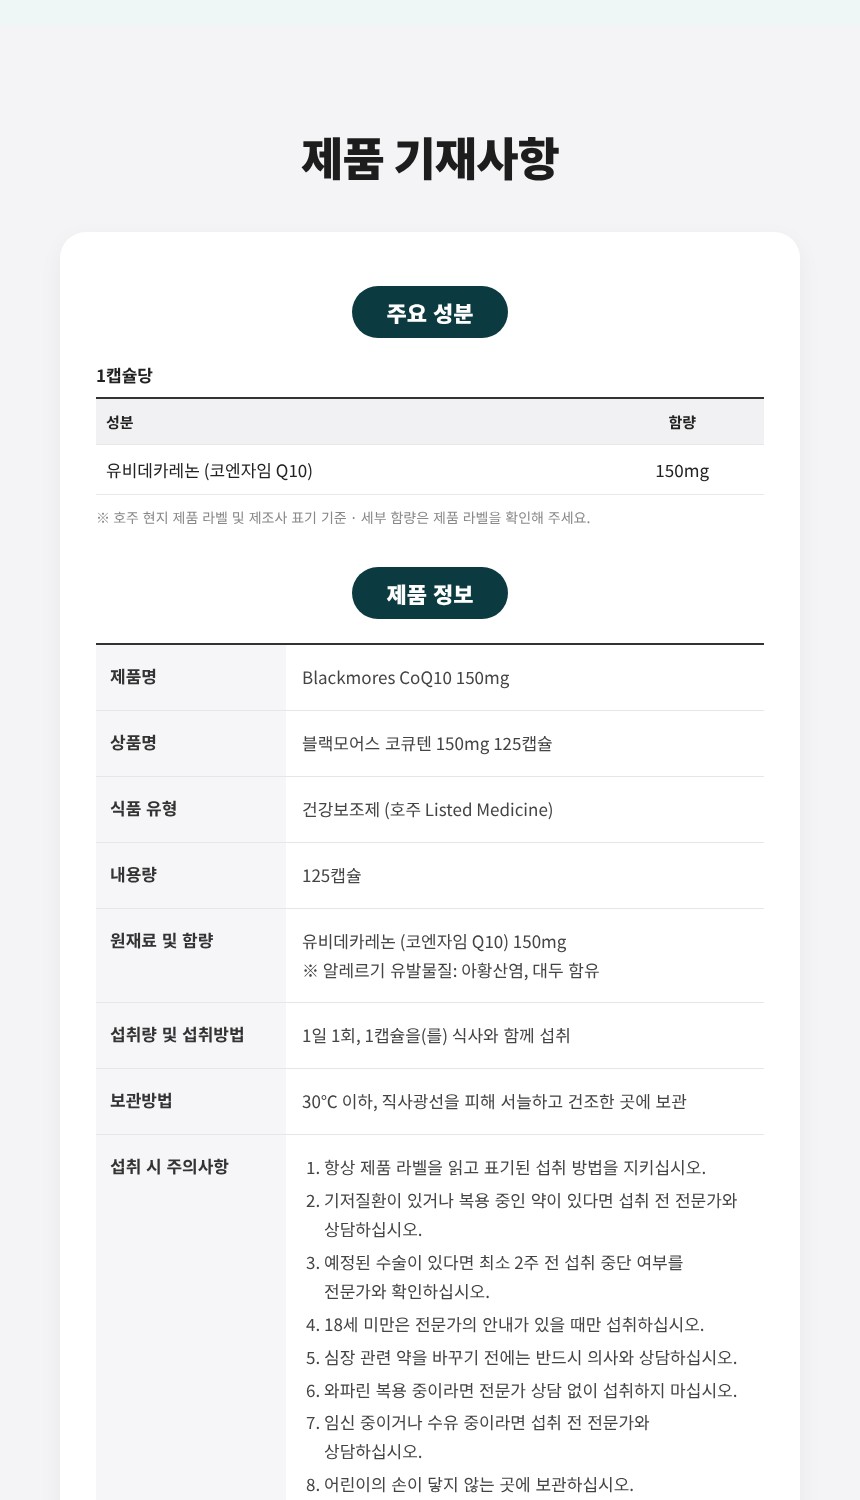 제품 기재사항
주요 성분
1캡슐당
성분 함량
유비데카레논 (코엔자임 Q10) 150mg
※ 호주 현지 제품 라벨 및 제조사 표기 기준 · 세부 함량은 제품 라벨을 확인해 주세요.
제품 정보
제품명 Blackmores CoQ10 150mg
상품명 블랙모어스 코큐텐 150mg 125캡슐
식품 유형 건강보조제 (호주 Listed Medicine)
내용량 125캡슐
원재료 및 함량 유비데카레논 (코엔자임 Q10) 150mg
※ 알레르기 유발물질: 아황산염, 대두 함유
섭취량 및 섭취방법 1일 1회, 1캡슐을(를) 식사와 함께 섭취
보관방법 30℃ 이하, 직사광선을 피해 서늘하고 건조한 곳에 보관
섭취 시 주의사항 1. 항상 제품 라벨을 읽고 표기된 섭취 방법을 지키십시오.
2. 기저질환이 있거나 복용 중인 약이 있다면 섭취 전 전문가와
상담하십시오.
3. 예정된 수술이 있다면 최소 2주 전 섭취 중단 여부를
전문가와 확인하십시오.
4. 18세 미만은 전문가의 안내가 있을 때만 섭취하십시오.
5. 심장 관련 약을 바꾸기 전에는 반드시 의사와 상담하십시오.
6. 와파린 복용 중이라면 전문가 상담 없이 섭취하지 마십시오.
7. 임신 중이거나 수유 중이라면 섭취 전 전문가와
상담하십시오.
8. 어린이의 손이 닿지 않는 곳에 보관하십시오.